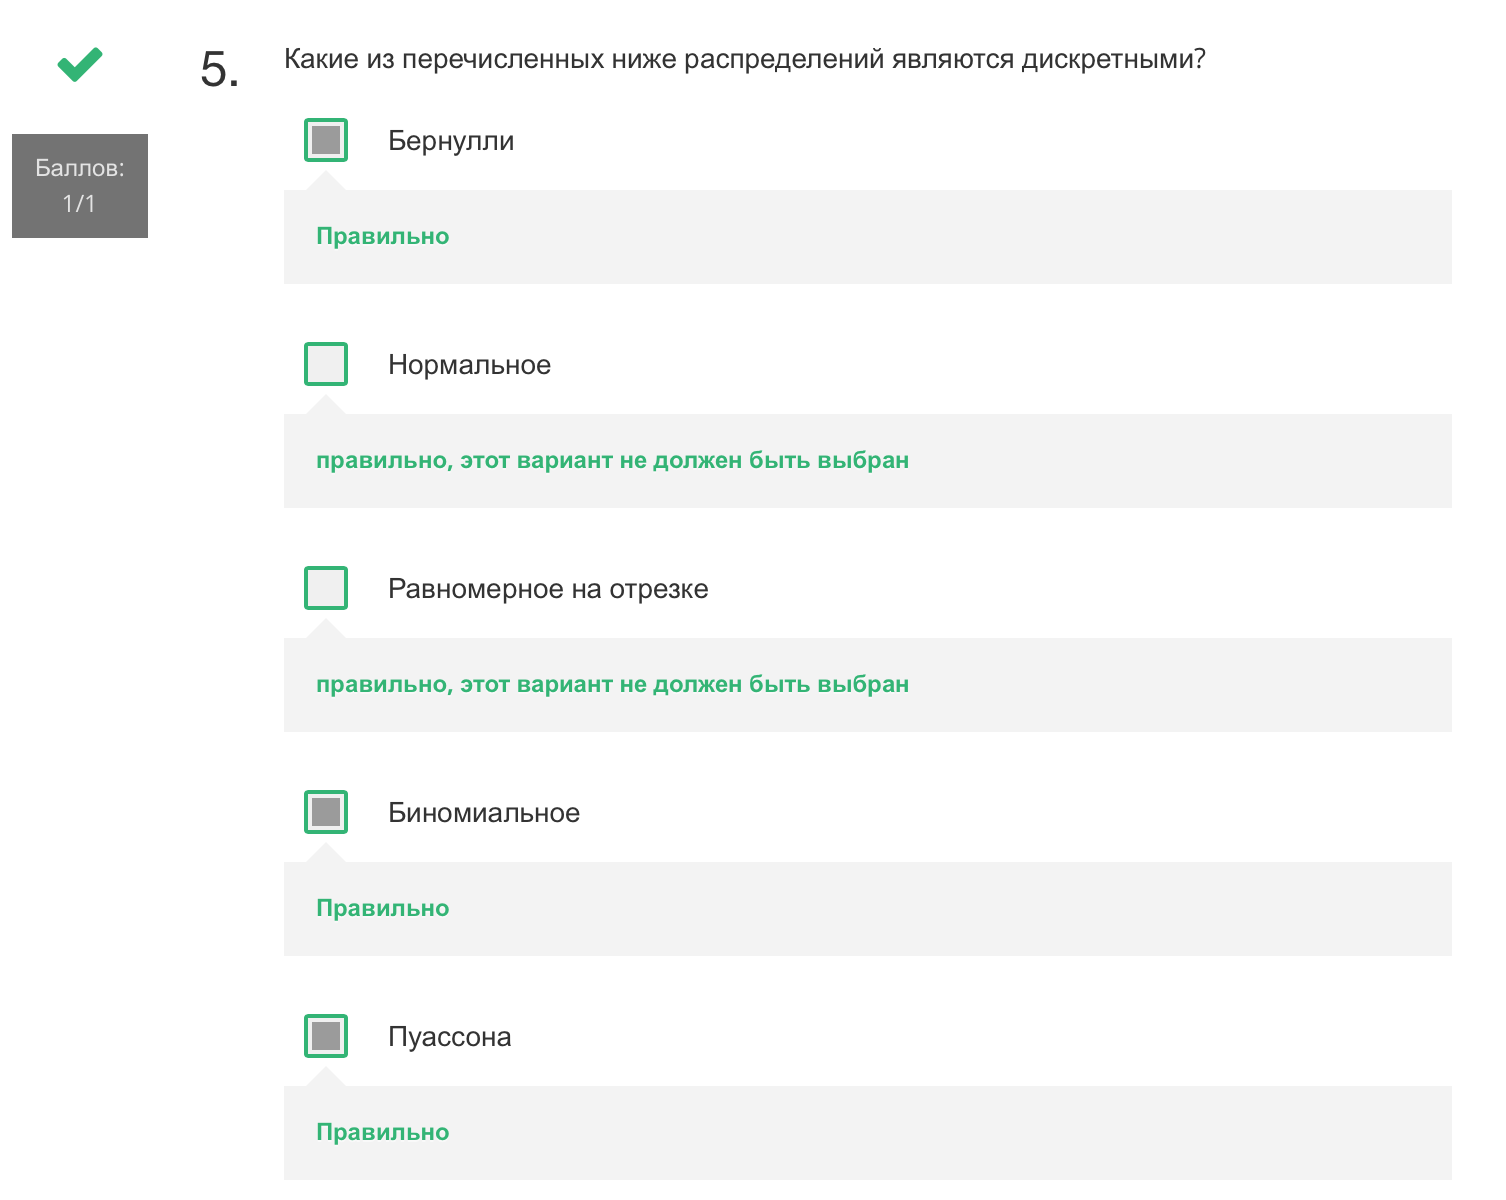 5. Какие из перечисленных ниже распределений являются дискретными?
Баллов:
1/1
Бернулли
Правильно
Нормальное
правильно, этот вариант не должен быть выбран
Равномерное на отрезке
правильно, этот вариант не должен быть выбран
Биномиальное
Правильно
Пуассона
Правильно